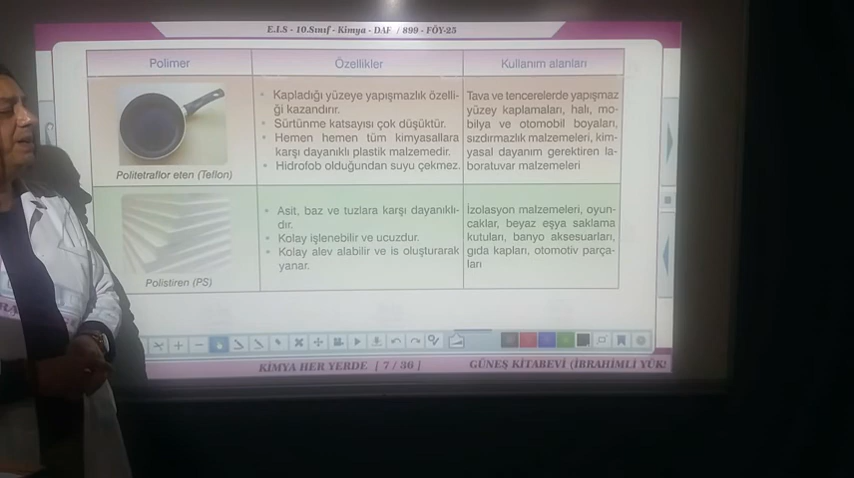 E.I.S - 10.Sınıf - Kimya - DAF / 899 - FÖY-25
Polimer
Özellikler
Kullanım alanları
Politetraflor eten (Teflon)
• Kapladığı yüzeye yapışmazlık özelli-
ği kazandırır.
• Sürtünme katsayısı çok düşüktür.
• Hemen hemen tüm kimyasallara
karşı dayanıklı plastik malzemedir.
• Hidrofob olduğundan suyu çekmez.
Tava ve tencerelerde yapışmaz
yüzey kaplamaları, halı, mo-
bilya ve otomobil boyaları,
sızdırmazlık malzemeleri, kim-
yasal dayanım gerektiren la-
boratuvar malzemeleri
Polistiren (PS)
• Asit, baz ve tuzlara karşı dayanıklı-
dır.
• Kolay işlenebilir ve ucuzdur.
• Kolay alev alabilir ve is oluşturarak
yanar.
İzolasyon malzemeleri, oyun-
caklar, beyaz eşya saklama
kutuları, banyo aksesuarları,
gıda kapları, otomotiv parça-
ları
KİMYA HER YERDE [ 7 / 36 ]
GÜNEŞ KİTABEVİ (İBRAHİMLİ YÜK!